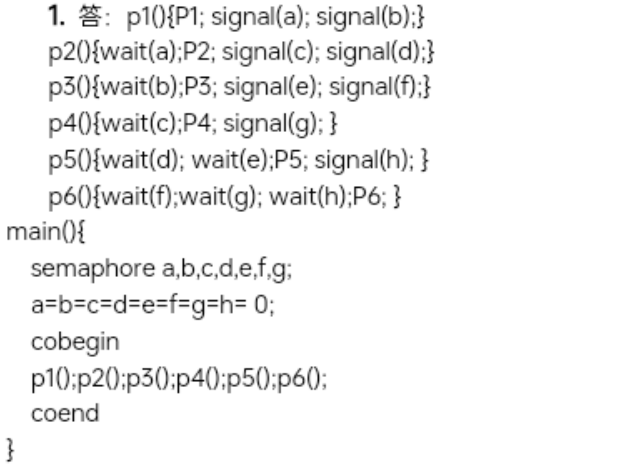 1. 答：p1(){P1; signal(a); signal(b);}
p2(){wait(a);P2; signal(c); signal(d);}
p3(){wait(b);P3; signal(e); signal(f);}
p4(){wait(c);P4; signal(g); }
p5(){wait(d); wait(e);P5; signal(h); }
p6(){wait(f);wait(g); wait(h);P6; }
main(){
semaphore a,b,c,d,e,f,g;
a=b=c=d=e=f=g=h= 0;
cobegin
p1();p2();p3();p4();p5();p6();
coend
}